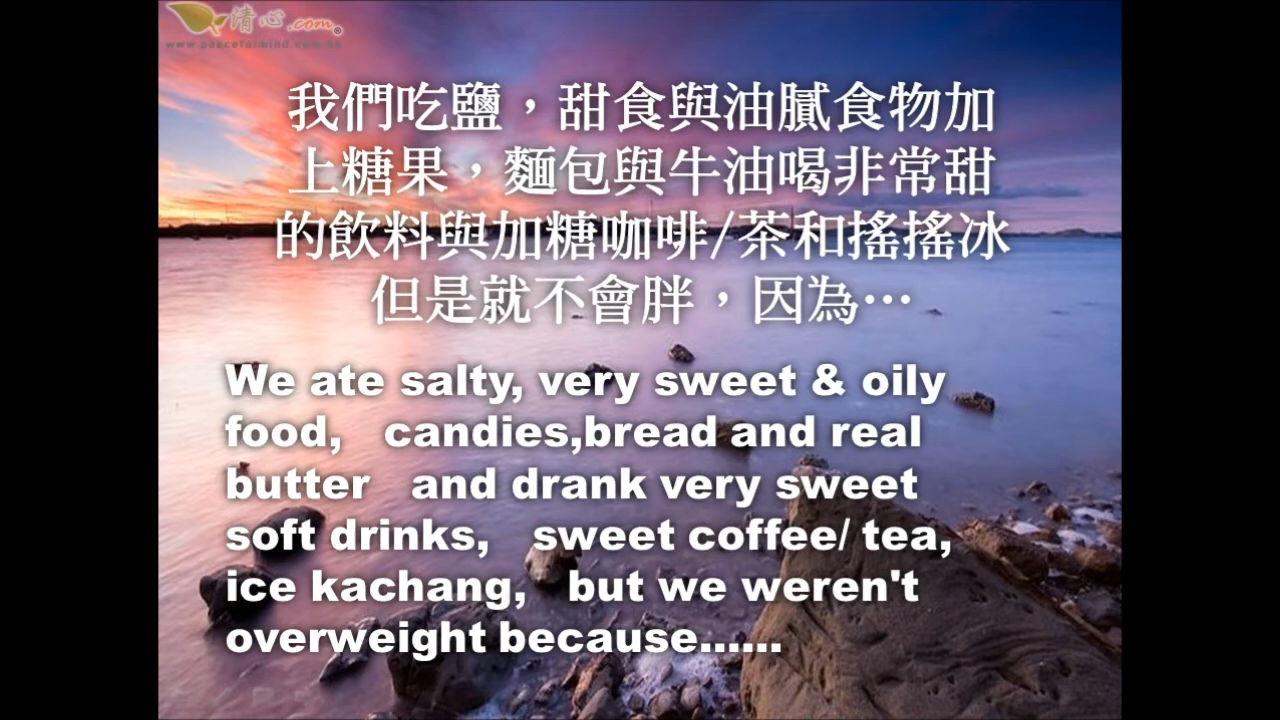 清心.com
www.peacefulmind.com.au
我們吃鹽，甜食與油膩食物加
上糖果，麵包與牛油喝非常甜
的飲料與加糖咖啡/茶和搖搖冰
但是就不會胖，因為…
We ate salty, very sweet & oily
food, candies,bread and real
butter and drank very sweet
soft drinks, sweet coffee/ tea,
ice kachang, but we weren't
overweight because......